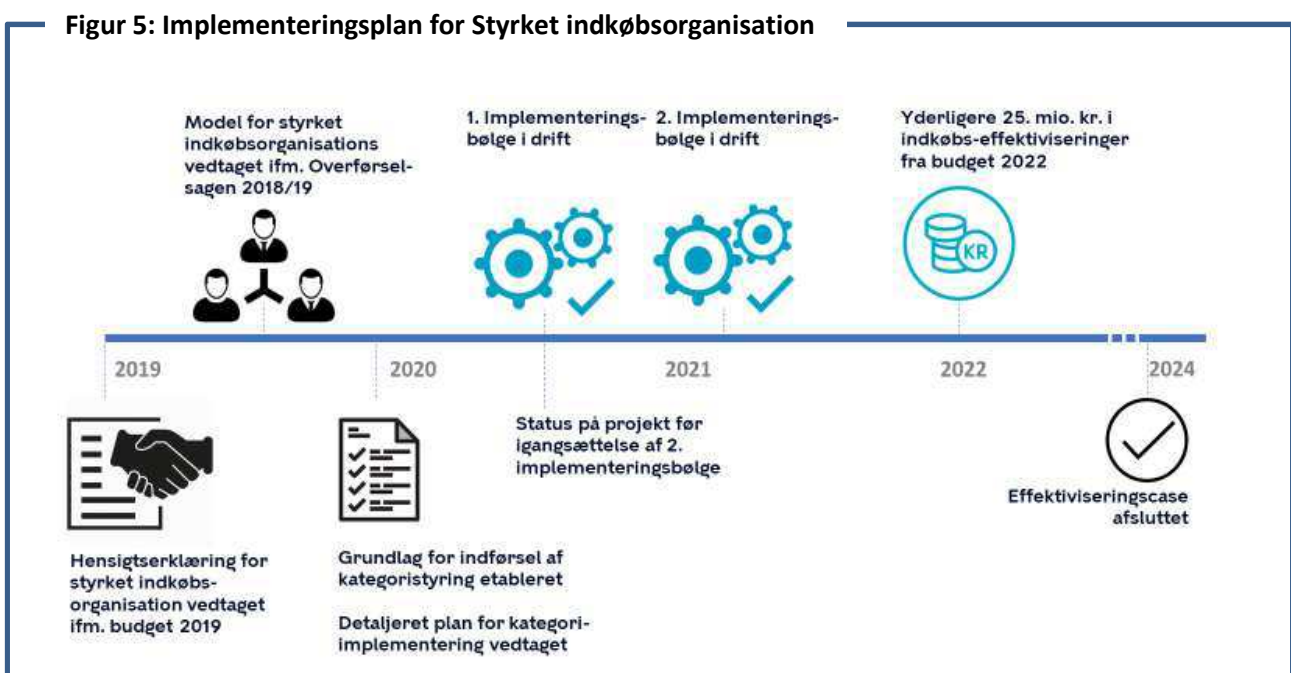 Figur 5: Implementeringsplan for Styrket indkøbsorganisation
Model for styrket
indkøbsorganisations
vedtaget ifm. Overførsel-
sagen 2018/19
1. Implementerings-
bølge i drift
2. Implementerings-
bølge i drift
Yderligere 25. mio. kr. i
indkøbs-effektiviseringer
fra budget 2022
KR
2019
2020
2021
2022
2024
Hensigtserklæring for
styrket indkøbs-
organisation vedtaget
ifm. budget 2019
Grundlag for indførsel af
kategoristyring etableret
Detaljeret plan for kategori-
implementering vedtaget
Status på projekt før
igangsættelse af 2.
implementeringsbølge
Effektiviseringscase
afsluttet